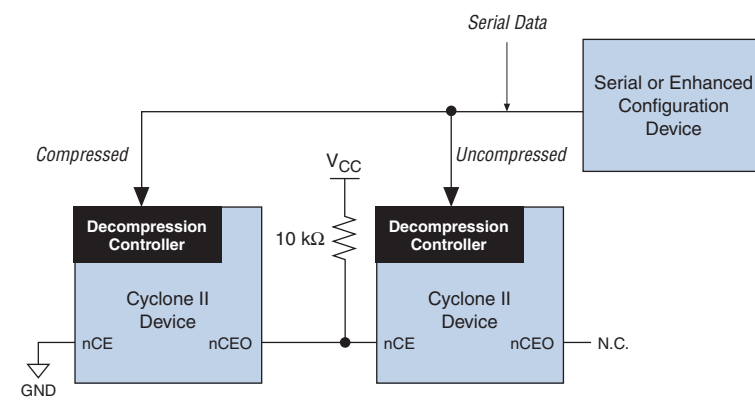 Serial Data
Serial or Enhanced
Configuration
Device
Compressed
Uncompressed
VCC
Decompression
Controller
10 kΩ
Decompression
Controller
Cyclone II
Device
Cyclone II
Device
nCE
nCEO
nCE
nCEO
N.C.
GND